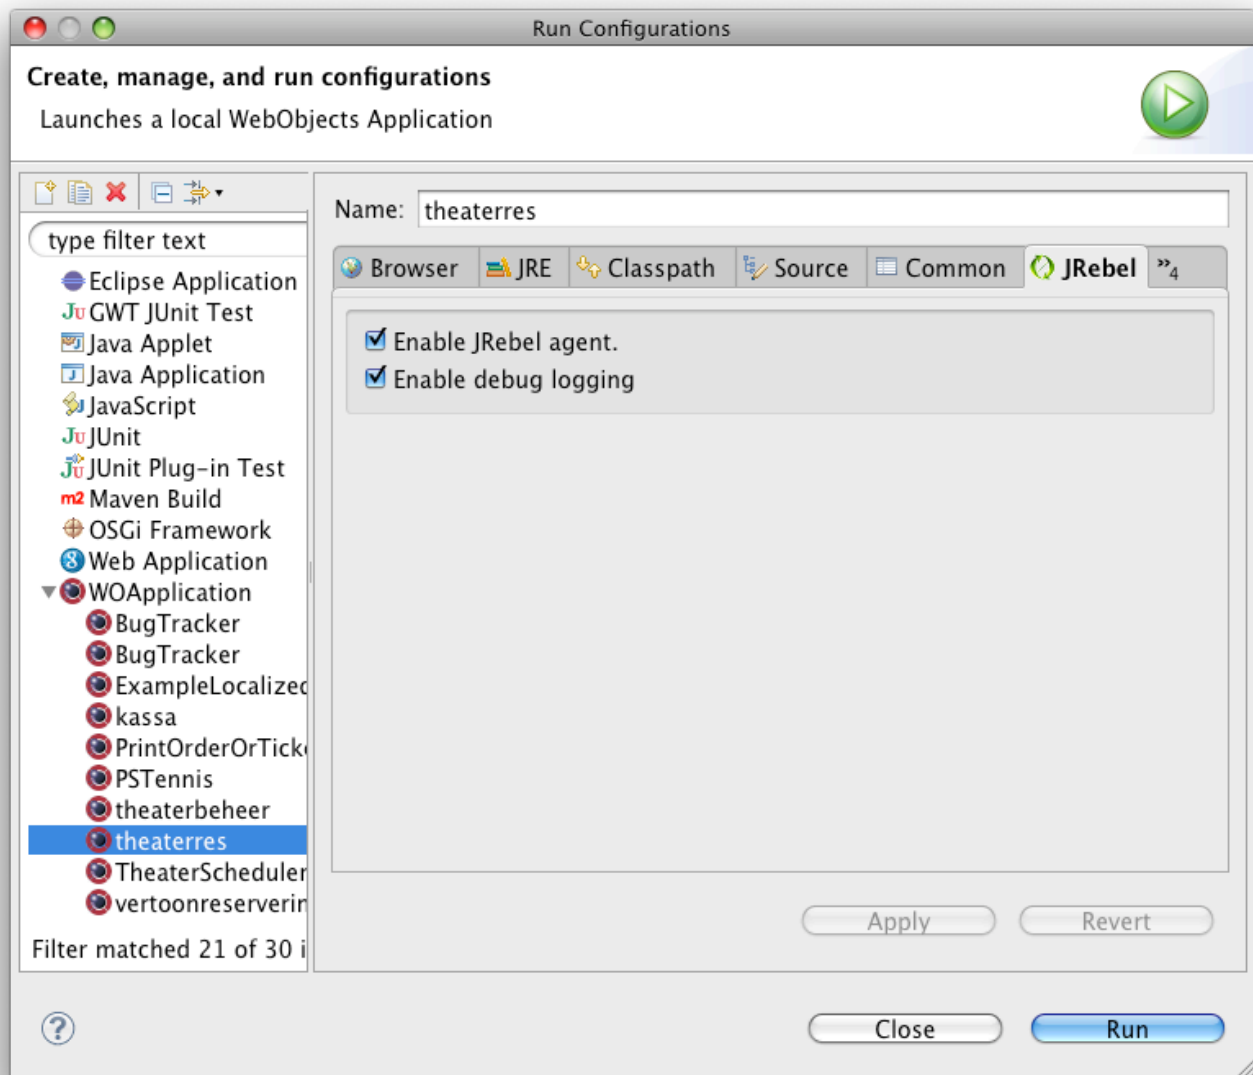 Run Configurations
Create, manage, and run configurations
Launches a local WebObjects Application
type filter text
Eclipse Application
GWT JUnit Test
Java Applet
Java Application
JavaScript
JUnit
JUnit Plug-in Test
m2 Maven Build
OSGi Framework
Web Application
WOApplication
BugTracker
BugTracker
ExampleLocalized
kassa
PrintOrderOrTick
PSTennis
theaterbeheer
theaterres
TheaterScheduler
vertoonreserverin
Filter matched 21 of 30 i
Name: theaterres
Browser JRE Classpath Source Common JRebel »4
Enable JRebel agent.
Enable debug logging
Apply Revert
? Close Run